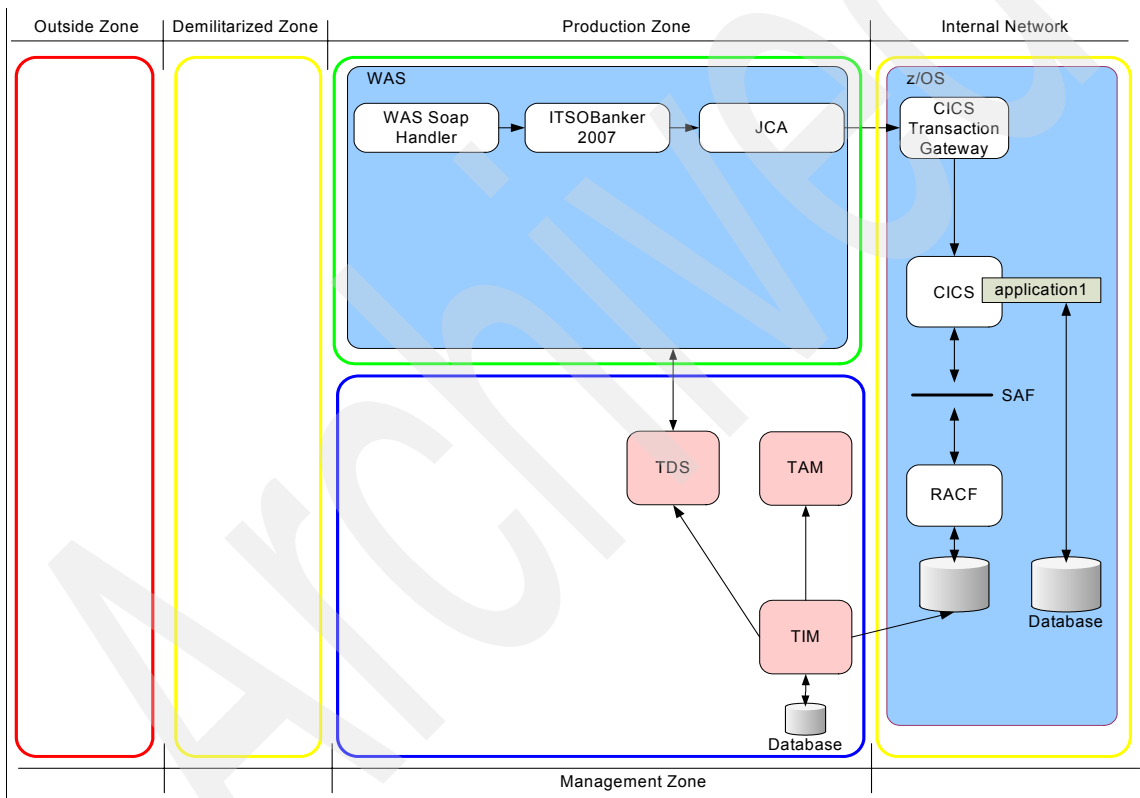 Outside Zone
Demilitarized Zone
Production Zone
Internal Network
WAS
z/OS
WAS Soap
Handler
ITSOBanker
2007
JCA
CICS
Transaction
Gateway
CICS
application1
SAF
TDS
TAM
RACF
TIM
Database
Database
Management Zone
Archived